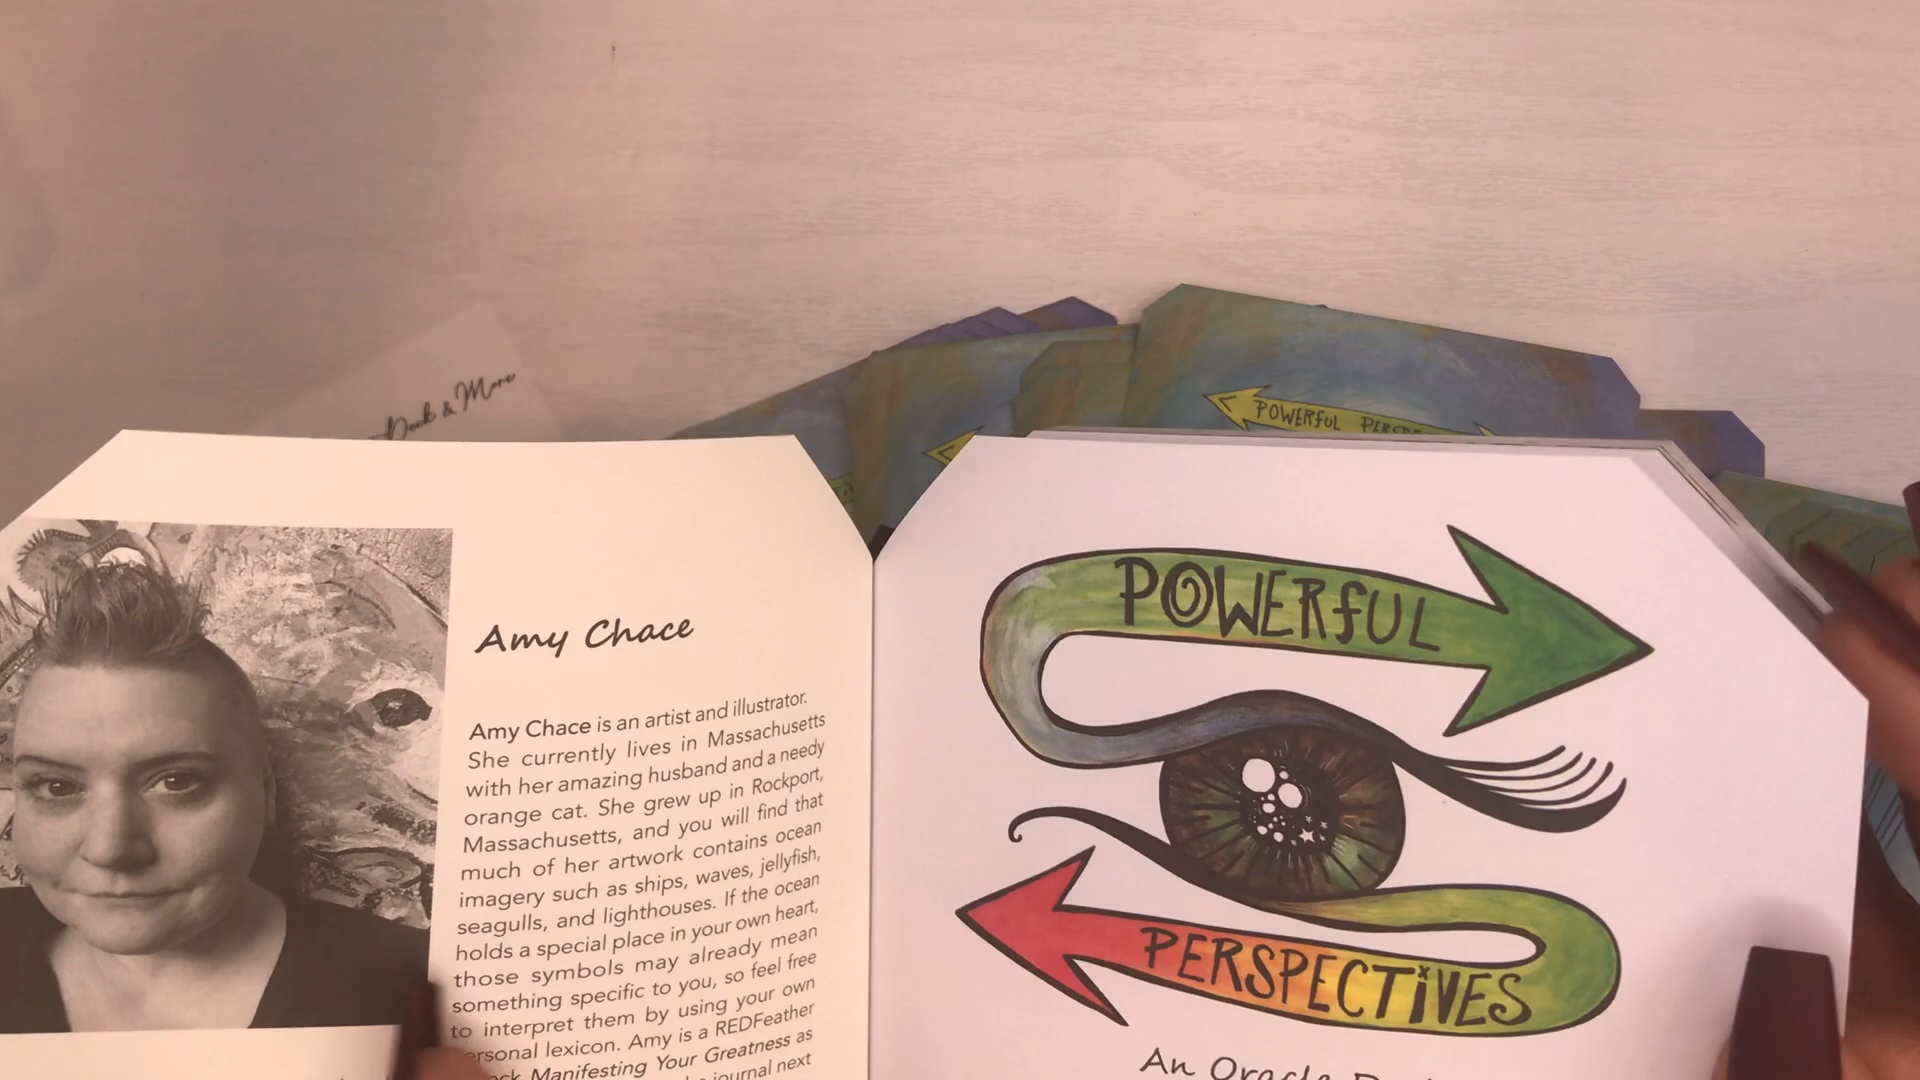 Deck & More
POWERFUL
Amy Chace
Amy Chace is an artist and illustrator.
She currently lives in Massachusetts
with her amazing husband and a needy
orange cat. She grew up in Rockport,
Massachusetts, and you will find that
much of her artwork contains ocean
imagery such as ships, waves, jellyfish,
seagulls, and lighthouses. If the ocean
holds a special place in your own heart,
those symbols may already mean
something specific to you, so feel free
to interpret them by using your own
personal lexicon. Amy is a REDFeather
Manifesting Your Greatness as
journal next
POWERFUL
PERSPECTIVES
An Oracle